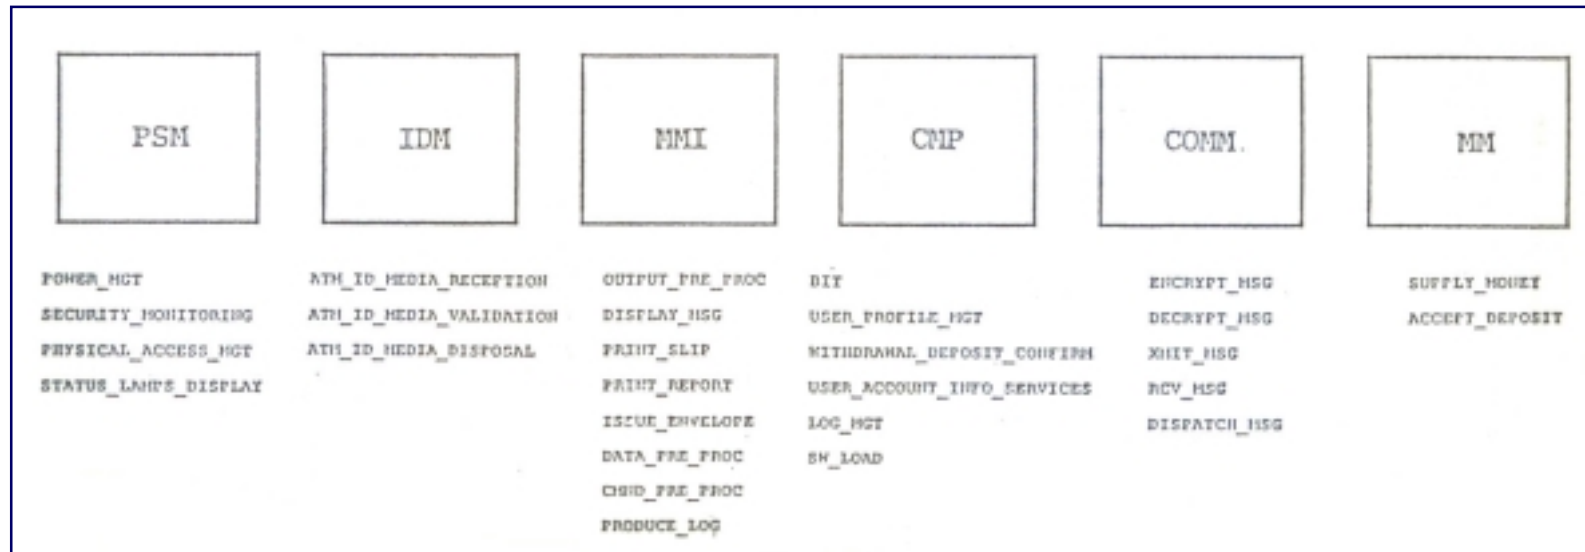 PSM
IDM
MMI
CMP
COMM.
MM
POWER_MGT
SECURITY_MONITORING
PHYSICAL_ACCESS_MGT
STATUS_LAMPS_DISPLAY
ATM_ID_MEDIA_RECEPTION
ATM_ID_MEDIA_VALIDATION
ATM_ID_MEDIA_DISPOSAL
OUTPUT_PRE_PROC
DISPLAY_MSG
PRINT_SLIP
PRINT_REPORT
ISSUE_ENVELOPE
DATA_PRE_PROC
CMND_PRE_PROC
PRODUCE_LOG
BIT
USER_PROFILE_MGT
WITHDRAWAL_DEPOSIT_CONFIRM
USER_ACCOUNT_INFO_SERVICES
LOG_MGT
SW_LOAD
ENCRYPT_MSG
DECRYPT_MSG
XMIT_MSG
RCV_MSG
DISPATCH_MSG
SUPPLY_MONEY
ACCEPT_DEPOSIT